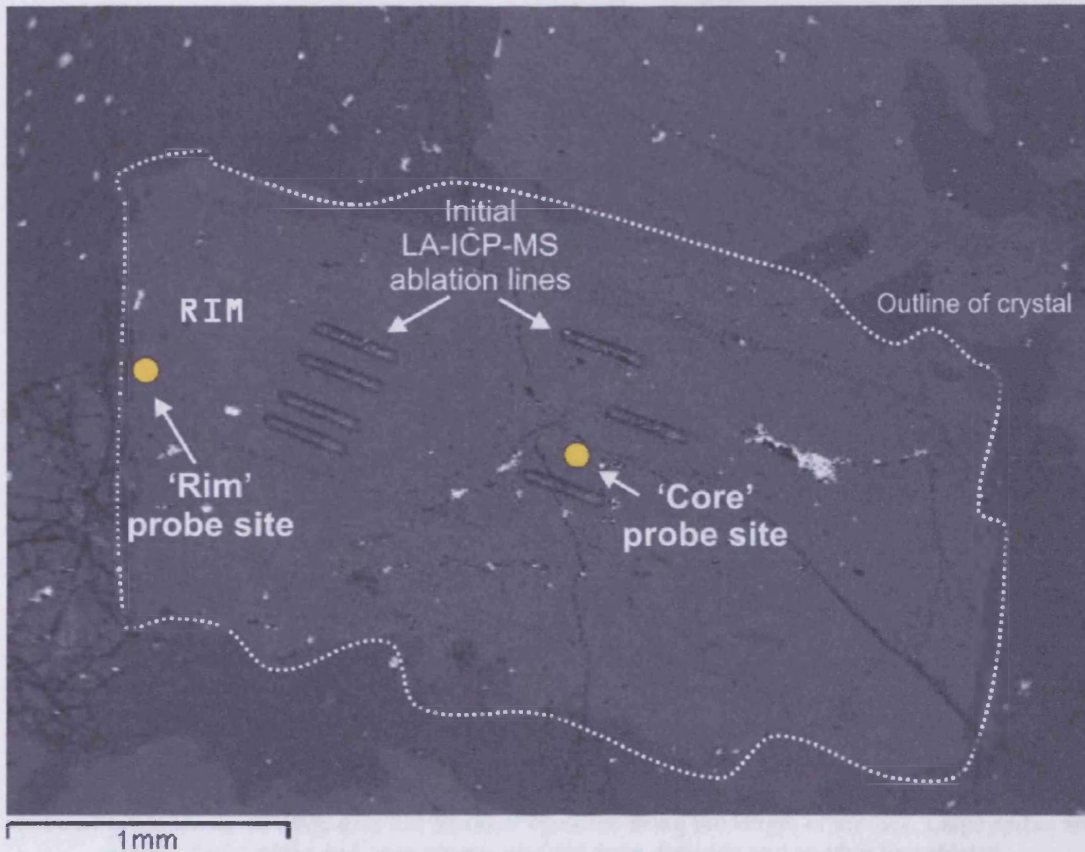 Initial
LA-ICP-MS
ablation lines
Outline of crystal
RIM
'Rim'
probe site
'Core'
probe site
1mm